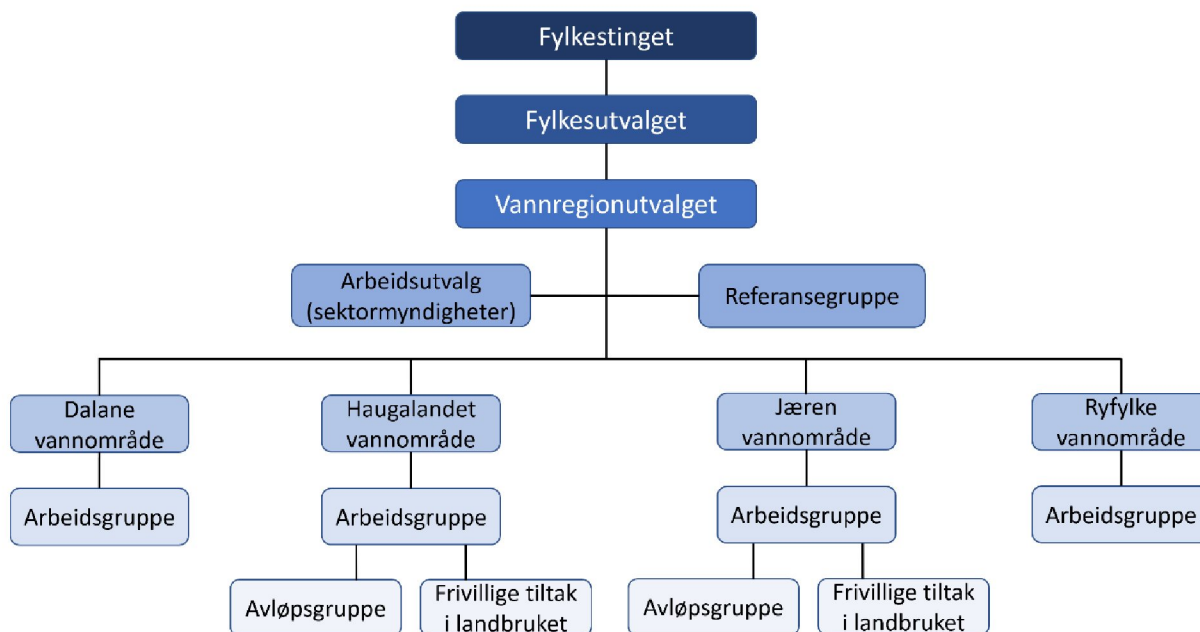 Fylkestinget
Fylkesutvalget
Vannregionutvalget
Arbeidsutvalg
(sektormyndigheter)
Referansegruppe
Dalane
vannområde
Haugalandet
vannområde
Jæren
vannområde
Ryfylke
vannområde
Arbeidsgruppe
Arbeidsgruppe
Arbeidsgruppe
Arbeidsgruppe
Avløpsgruppe
Frivillige tiltak
i landbruket
Avløpsgruppe
Frivillige tiltak
i landbruket